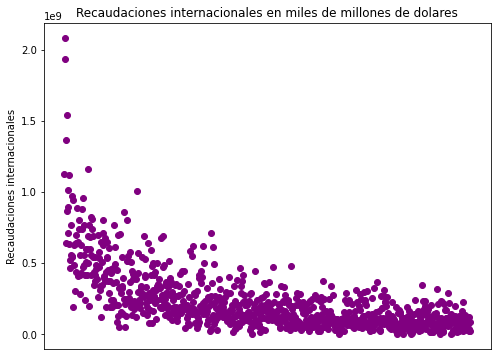 Recaudaciones internacionales en miles de millones de dolares
1e9
2.0
1.5
1.0
0.5
0.0
Recaudaciones internacionales